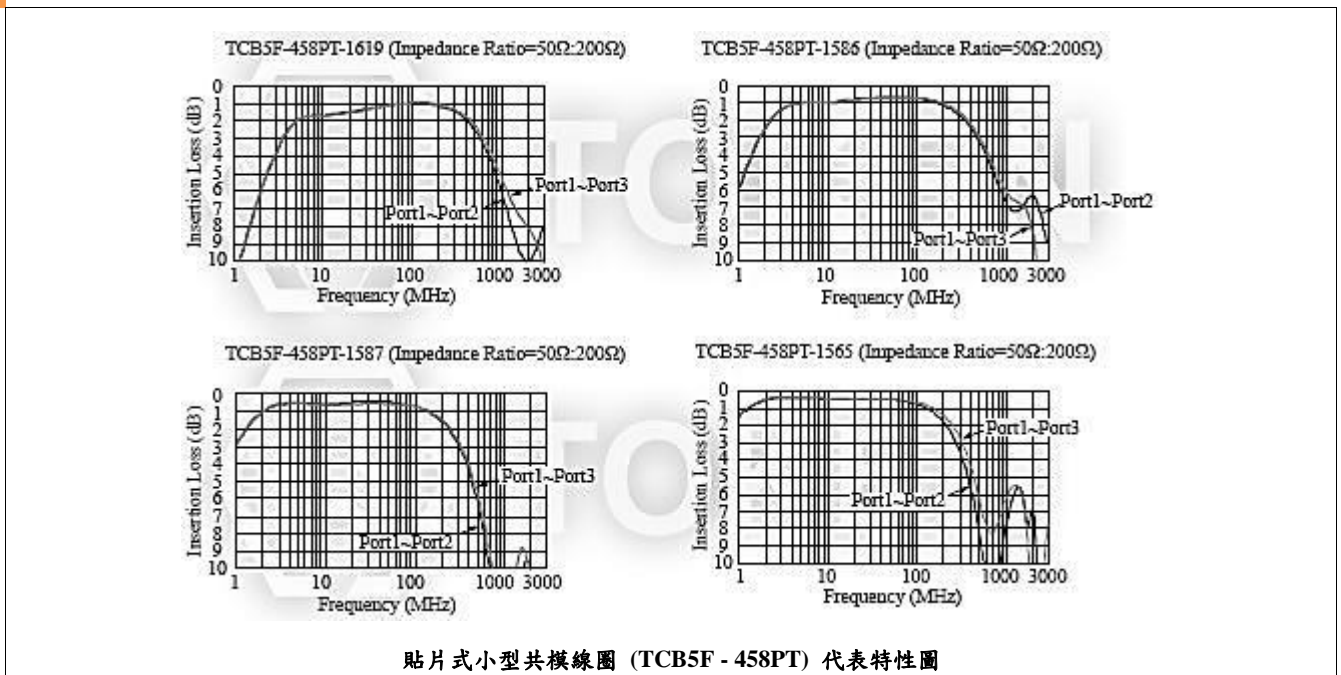 TCB5F-458PT-1619 (Impedance Ratio=50Ω:200Ω)
Insertion Loss (dB)
0
1
2
3
4
5
6
7
8
9
10
Port1~Port3
Port1~Port2
1 10 100 1000 3000
Frequency (MHz)
TCB5F-458PT-1586 (Impedance Ratio=50Ω:200Ω)
Insertion Loss (dB)
0
1
2
3
4
5
6
7
8
9
10
Port1~Port2
Port1~Port3
1 10 100 1000 3000
Frequency (MHz)
TCB5F-458PT-1587 (Impedance Ratio=50Ω:200Ω)
Insertion Loss (dB)
0
1
2
3
4
5
6
7
8
9
10
Port1~Port3
Port1~Port2
1 10 100 1000 3000
Frequency (MHz)
TCB5F-458PT-1565 (Impedance Ratio=50Ω:200Ω)
Insertion Loss (dB)
0
1
2
3
4
5
6
7
8
9
10
Port1~Port3
Port1~Port2
1 10 100 1000 3000
Frequency (MHz)
貼片式小型共模線圈 (TCB5F - 458PT) 代表特性圖